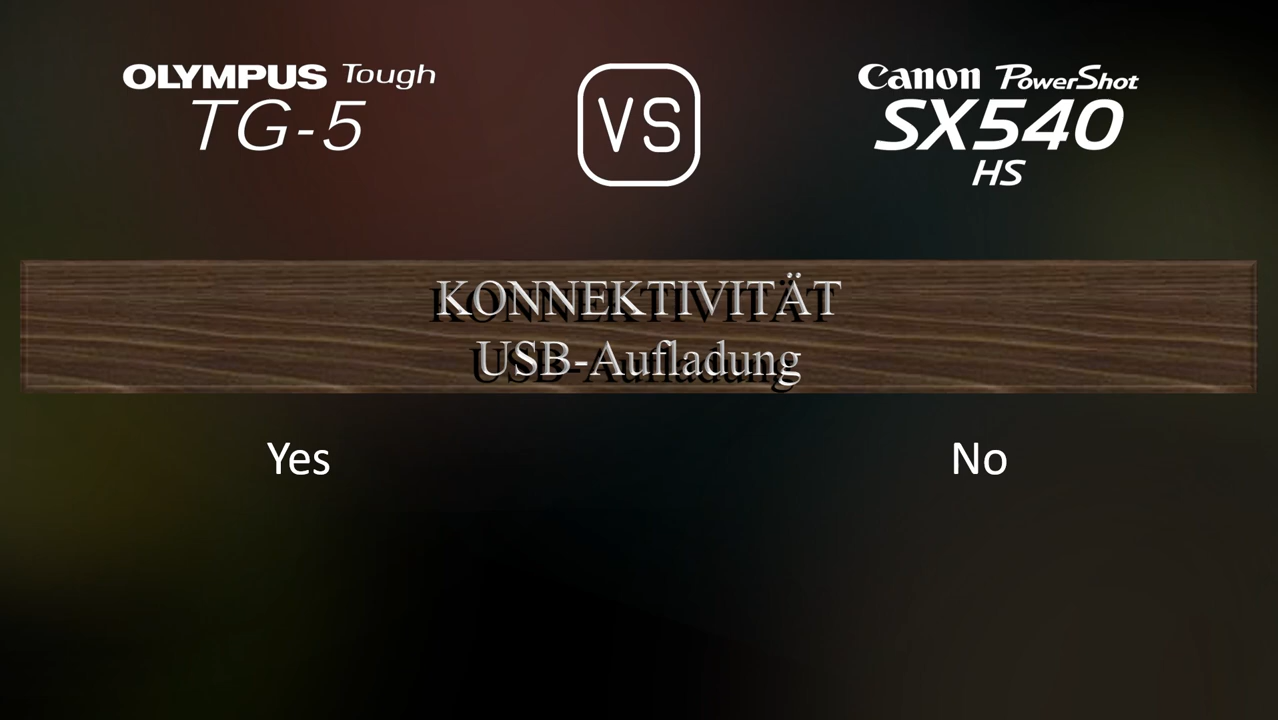 OLYMPUS Tough
TG-5
VS
Canon PowerShot
SX540
HS
KONNEKTIVITÄT
USB-Aufladung
Yes
No